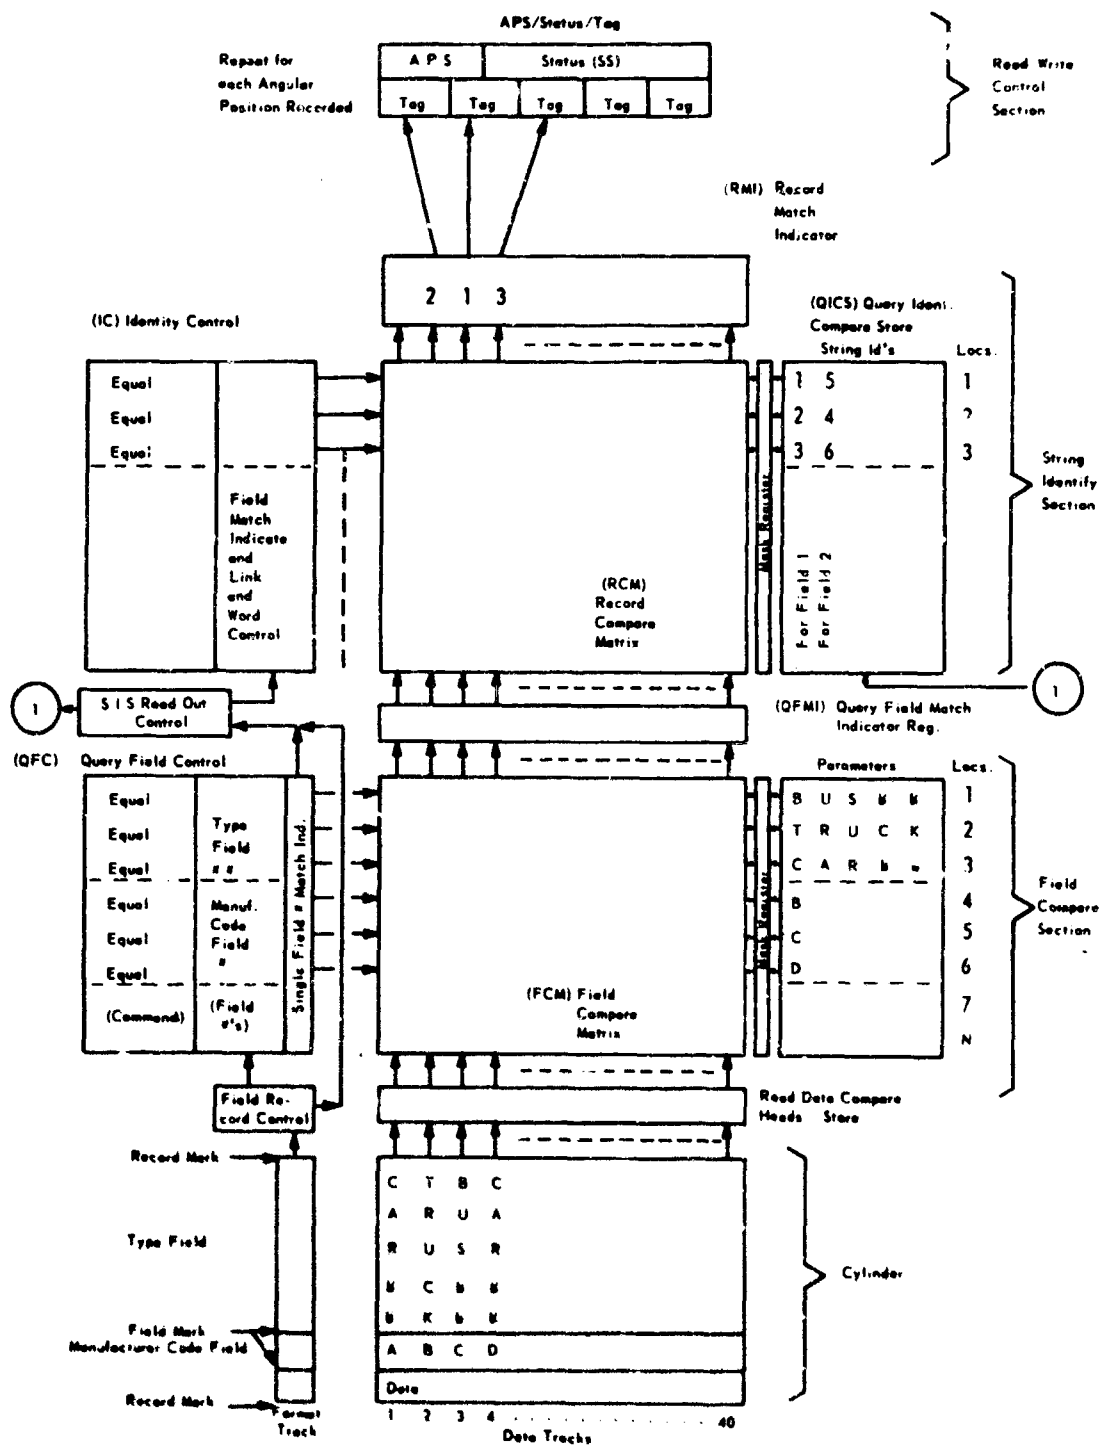 APS/Status/Tag
Repeat for
each Angular
Position Recorded
A P S
Status (SS)
Tag Tag Tag Tag Tag
Read Write
Control
Section
(RMI) Record
Match
Indicator
2 1 3
(IC) Identity Control
(QICS) Query Ident.
Compare Store
String Id's
Locs.
Equal
Equal
Equal
Field
Match
Indicate
and
Link
and
Word
Control
(RCM)
Record
Compare
Matrix
Mask Register
1 5
2 4
3 6
For Field 1
For Field 2
1
2
3
String
Identify
Section
1
S I S Read Out
Control
1
(QFMI) Query Field Match
Indicator Reg.
(QFC) Query Field Control
Parameters
Locs.
Equal
Equal
Equal
Equal
Equal
Equal
(Command)
Type
Field
##
Manuf.
Code
Field
#
(Field
#'s)
Single Field # Match Ind.
(FCM) Field
Compare
Matrix
Mask Register
B U S b b
T R U C K
C A R b b
B
C
D
1
2
3
4
5
6
7
N
Field
Compare
Section
Field Re-
cord Control
Read Data Compare
Heads Store
Record Mark
Type Field
Field Mark
Manufacturer Code Field
Record Mark
Format
Track
C T B C
A R U A
R U S R
b C b b
b K b b
A B C D
Data
1 2 3 4 . . . . . . . . . . 40
Data Tracks
Cylinder